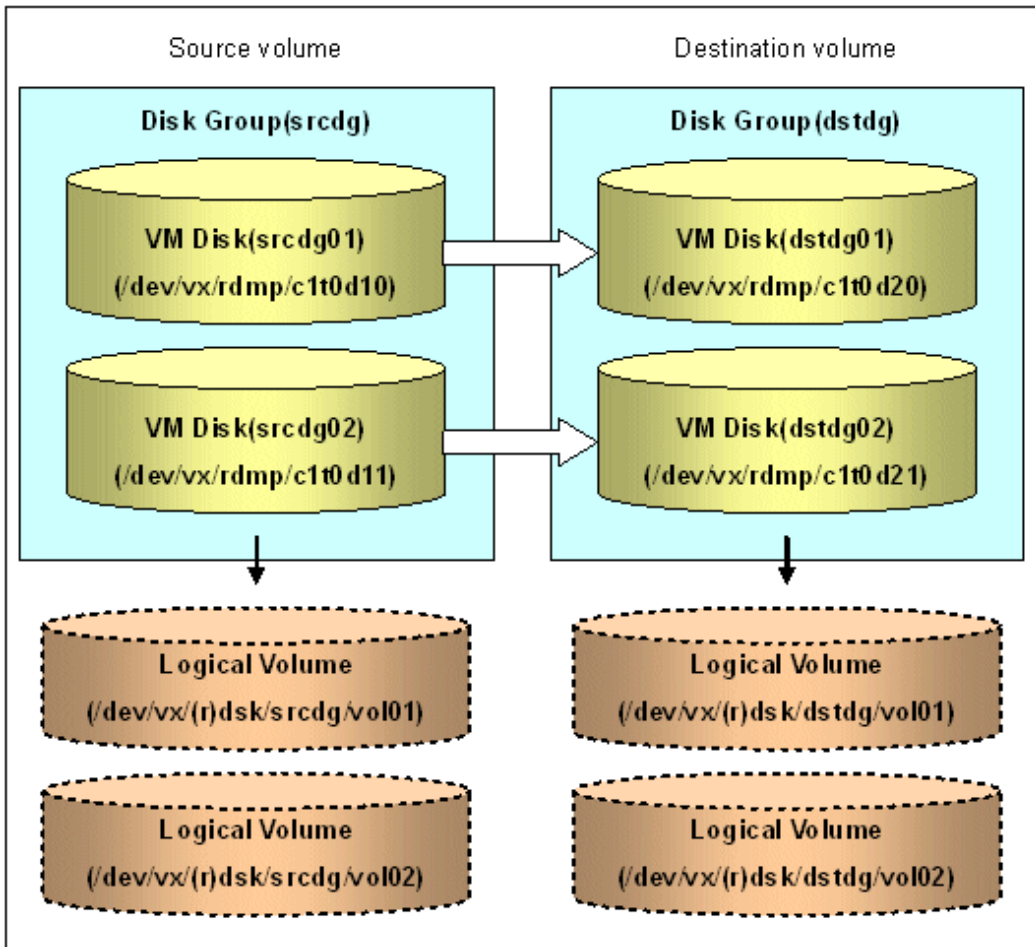 Source volume
Destination volume
Disk Group(srcdg)
Disk Group(dstdg)
VM Disk(srcdg01)
(/dev/vx/rdmp/c1t0d10)
VM Disk(dstdg01)
(/dev/vx/rdmp/c1t0d20)
VM Disk(srcdg02)
(/dev/vx/rdmp/c1t0d11)
VM Disk(dstdg02)
(/dev/vx/rdmp/c1t0d21)
Logical Volume
(/dev/vx/(r)dsk/srcdg/vol01)
Logical Volume
(/dev/vx/(r)dsk/dstdg/vol01)
Logical Volume
(/dev/vx/(r)dsk/srcdg/vol02)
Logical Volume
(/dev/vx/(r)dsk/dstdg/vol02)